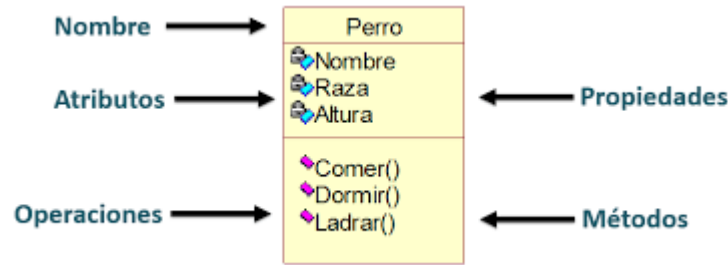 Nombre
Perro
Nombre
Raza
Altura
Atributos
Propiedades
Comer()
Dormir()
Ladrar()
Operaciones
Métodos